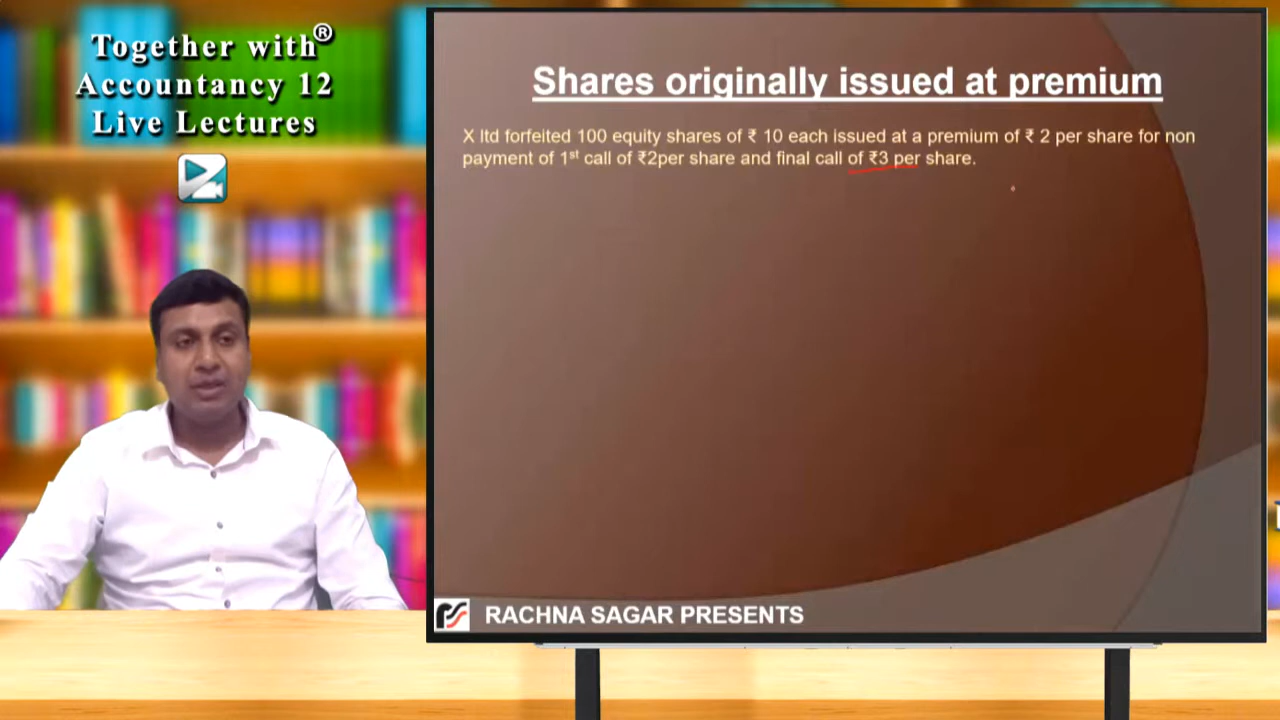 Together with®
Accountancy 12
Live Lectures
Shares originally issued at premium
X ltd forfeited 100 equity shares of ₹ 10 each issued at a premium of ₹ 2 per share for non
payment of 1st call of ₹2per share and final call of ₹3 per share.
RACHNA SAGAR PRESENTS